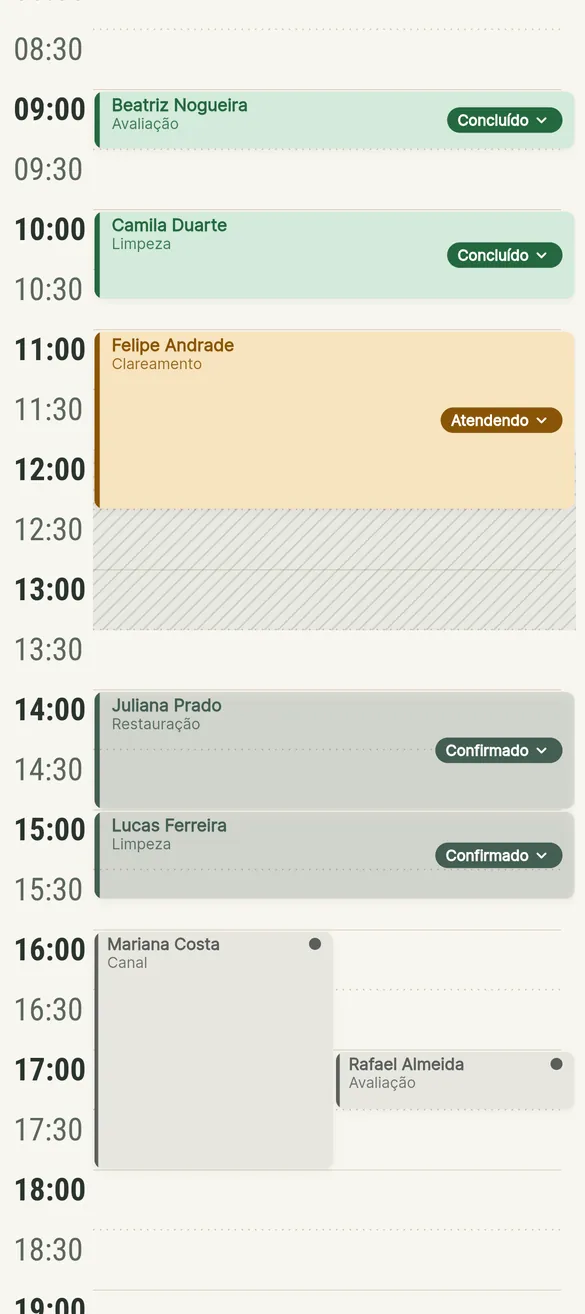 08:30
09:00
Beatriz Nogueira
Avaliação
Concluído
09:30
10:00
Camila Duarte
Limpeza
Concluído
10:30
11:00
Felipe Andrade
Clareamento
11:30
Atendendo
12:00
12:30
13:00
13:30
14:00
Juliana Prado
Restauração
Confirmado
14:30
15:00
Lucas Ferreira
Limpeza
Confirmado
15:30
16:00
Mariana Costa
Canal
16:30
17:00
Rafael Almeida
Avaliação
17:30
18:00
18:30
19:00